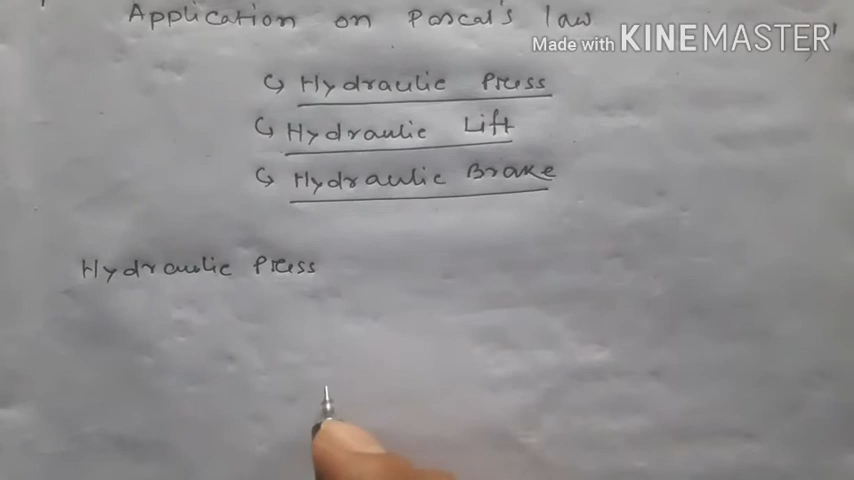 Application on Pascal's law
Made with KINEMASTER
↪ Hydraulic Press
↪ Hydraulic Lift
↪ Hydraulic Brake
Hydraulic Press